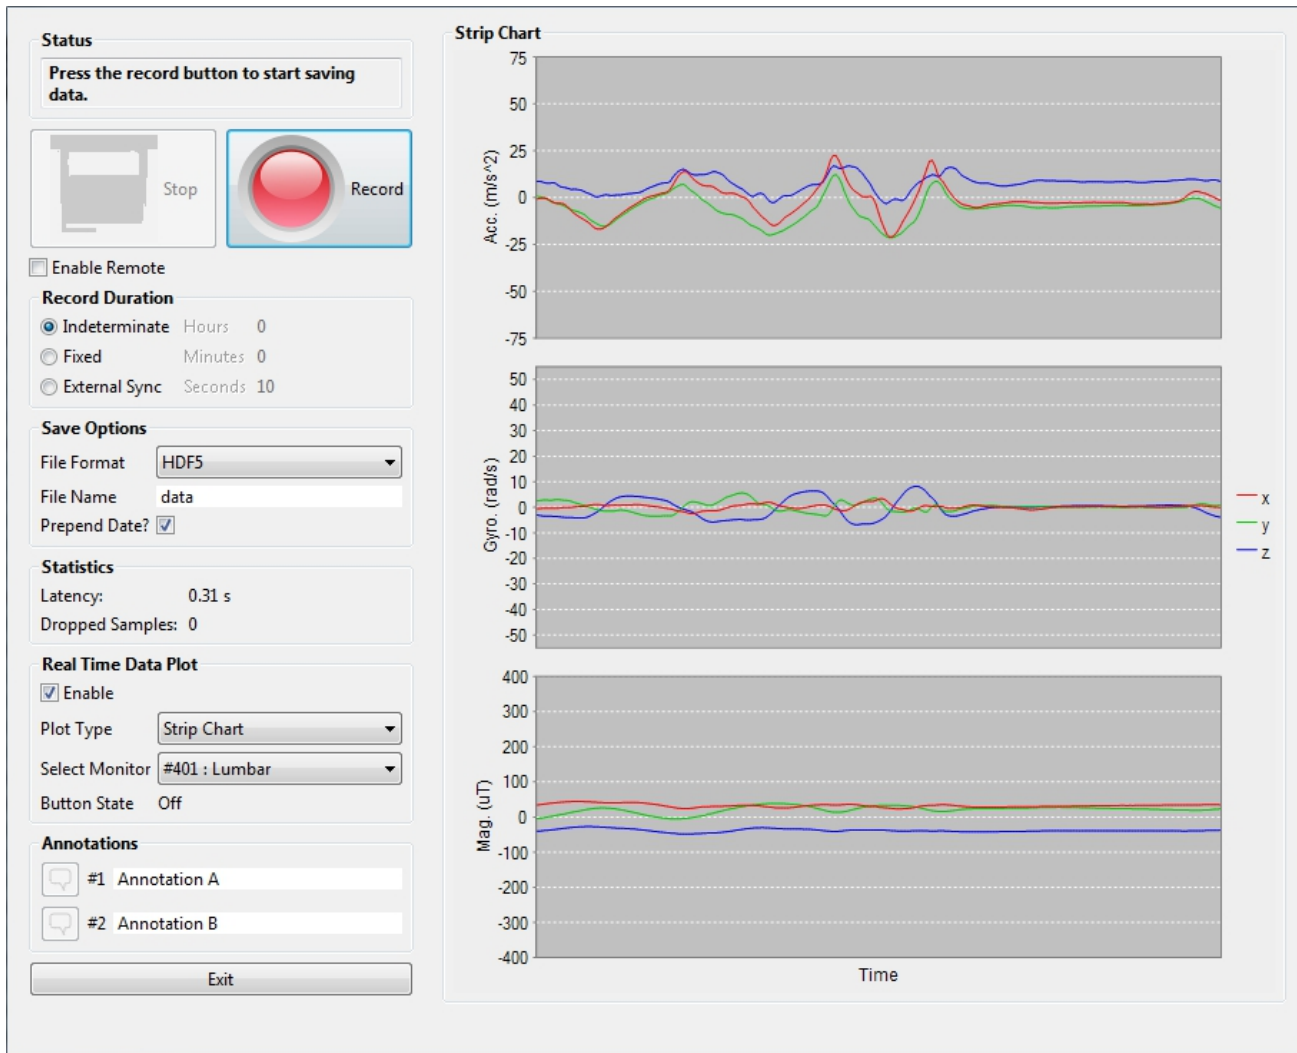 Status
Press the record button to start saving
data.
Stop
Record
Enable Remote
Record Duration
Indeterminate Hours 0
Fixed Minutes 0
External Sync Seconds 10
Save Options
File Format HDF5
File Name data
Prepend Date?
Statistics
Latency: 0.31 s
Dropped Samples: 0
Real Time Data Plot
Enable
Plot Type Strip Chart
Select Monitor #401 : Lumbar
Button State Off
Annotations
#1 Annotation A
#2 Annotation B
Exit
Strip Chart
Acc. (m/s^2)
75
50
25
0
-25
-50
-75
Gyro. (rad/s)
50
40
30
20
10
0
-10
-20
-30
-40
-50
Mag. (uT)
400
300
200
100
0
-100
-200
-300
-400
Time
x
y
z